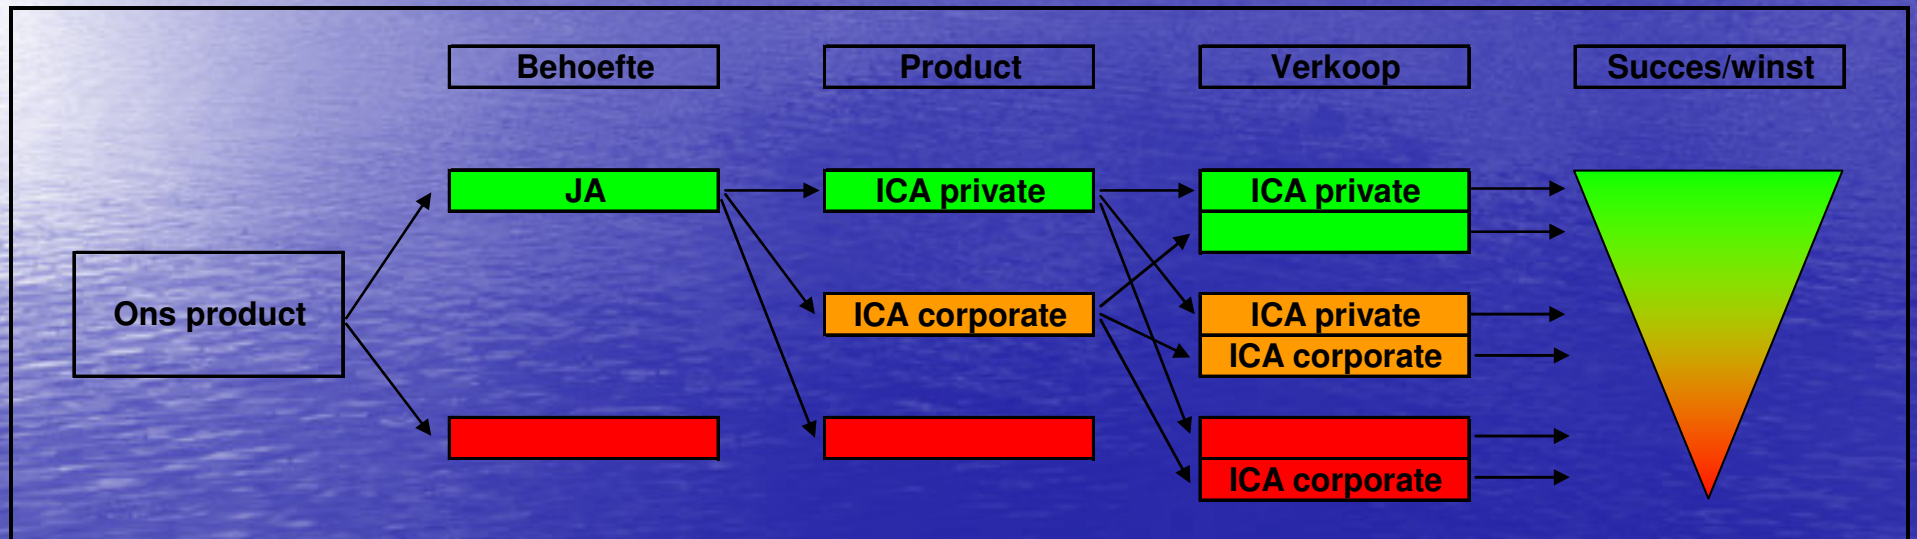 Behoefte
Product
Verkoop
Succes/winst
JA
ICA private
ICA private
Ons product
ICA corporate
ICA private
ICA corporate
ICA corporate